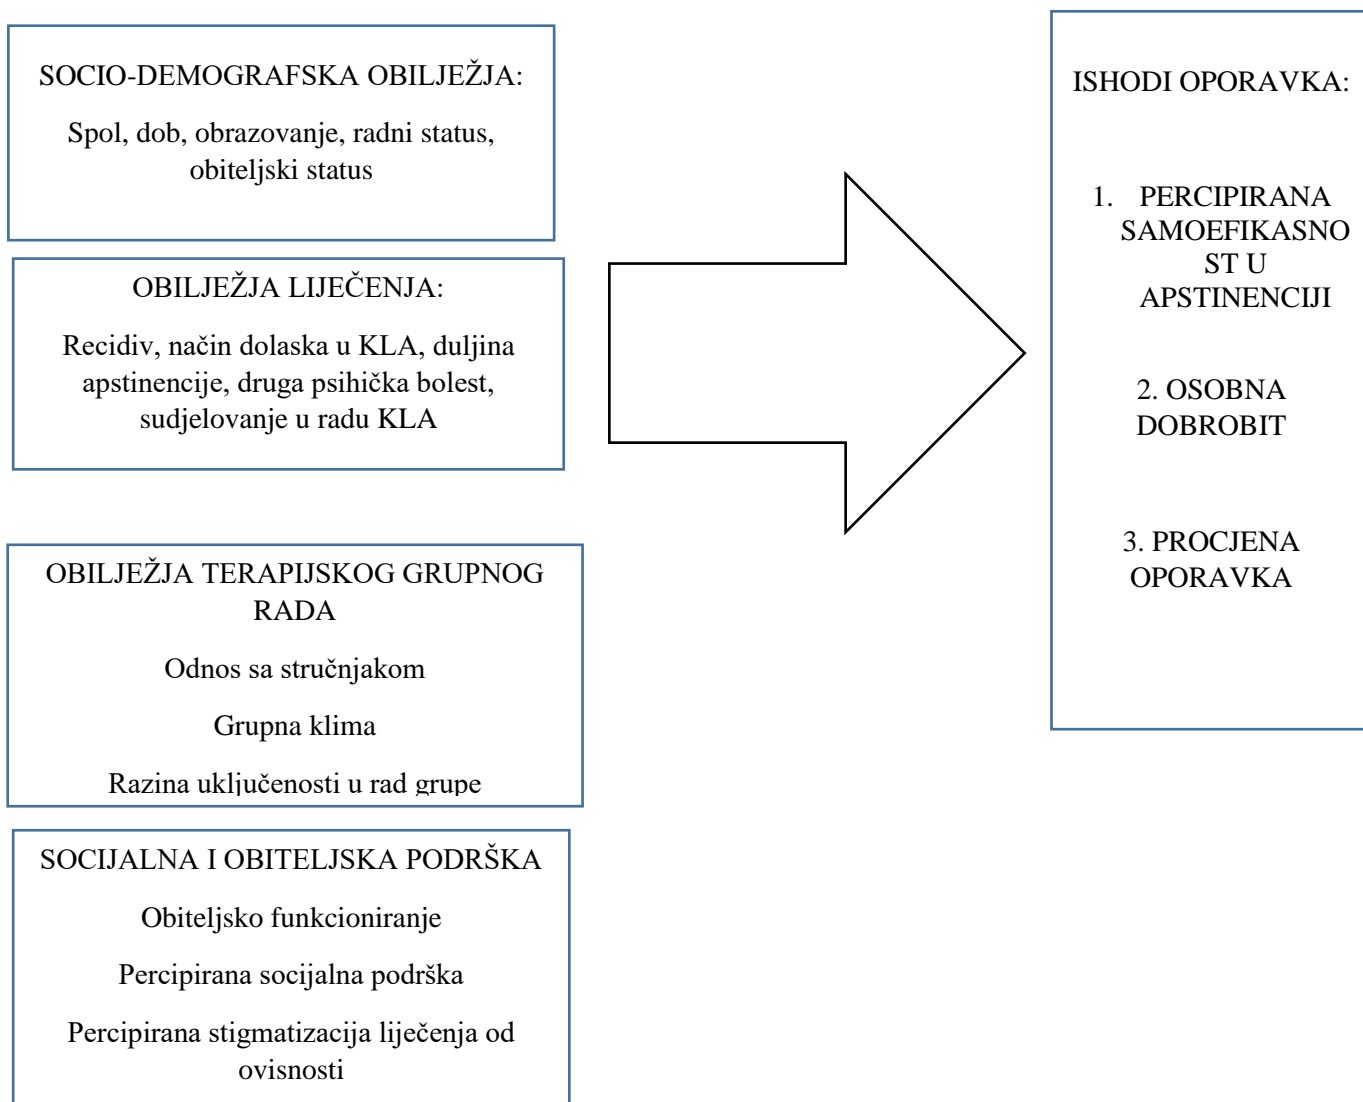 SOCIO-DEMOGRAFSKA OBILJEŽJA:
Spol, dob, obrazovanje, radni status,
obiteljski status
OBILJEŽJA LIJEČENJA:
Recidiv, način dolaska u KLA, duljina
apstinencije, druga psihička bolest,
sudjelovanje u radu KLA
OBILJEŽJA TERAPIJSKOG GRUPNOG
RADA
Odnos sa stručnjakom
Grupna klima
Razina uključenosti u rad grupe
SOCIJALNA I OBITELJSKA PODRŠKA
Obiteljsko funkcioniranje
Percipirana socijalna podrška
Percipirana stigmatizacija liječenja od
ovisnosti
ISHODI OPORAVKA:
1. PERCIPIRANA
SAMOEFIKASNO
ST U
APSTINENCIJI
2. OSOBNA
DOBROBIT
3. PROCJENA
OPORAVKA